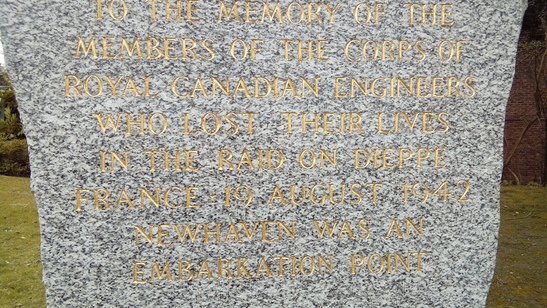 TO THE MEMORY OF THE
MEMBERS OF THE CORPS OF
ROYAL CANADIAN ENGINEERS
WHO LOST THEIR LIVES
IN THE RAID ON DIEPPE
FRANCE 19 AUGUST 1942
NEWHAVEN WAS AN
EMBARKATION POINT